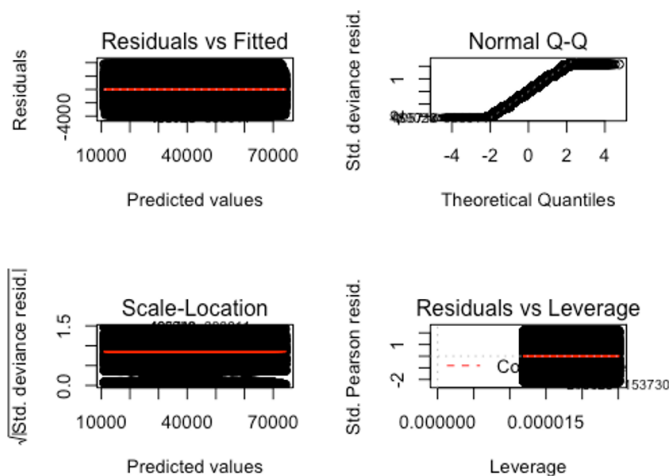 Residuals vs Fitted
Residuals
-4000
10000 40000 70000
Predicted values
Normal Q-Q
Std. deviance resid.
1
-4 -2 0 2 4
Theoretical Quantiles
Scale-Location
√|Std. deviance resid.|
1.5
0.0
10000 40000 70000
Predicted values
Residuals vs Leverage
Std. Pearson resid.
1
-2
Co
153730
0.000000 0.000015
Leverage